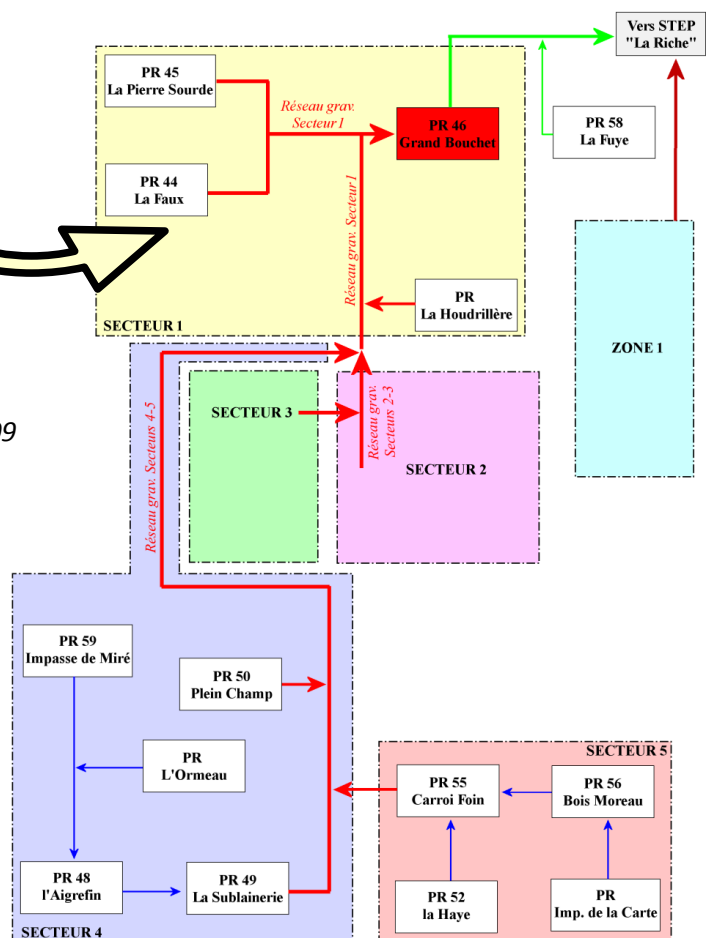 Vers STEP
"La Riche"
PR 45
La Pierre Sourde
Réseau grav.
Secteur 1
PR 46
Grand Bouchet
PR 58
La Fuye
PR 44
La Faux
Réseau grav. Secteur 1
PR
La Houdrillère
SECTEUR 1
ZONE 1
09
SECTEUR 3
Réseau grav.
Secteurs 2-3
SECTEUR 2
Réseau grav. Secteurs 4-5
PR 59
Impasse de Miré
PR 50
Plein Champ
PR
L'Ormeau
SECTEUR 5
PR 55
Carroi Foin
PR 56
Bois Moreau
PR 48
l'Aigrefin
PR 49
La Sublainerie
PR 52
la Haye
PR
Imp. de la Carte
SECTEUR 4